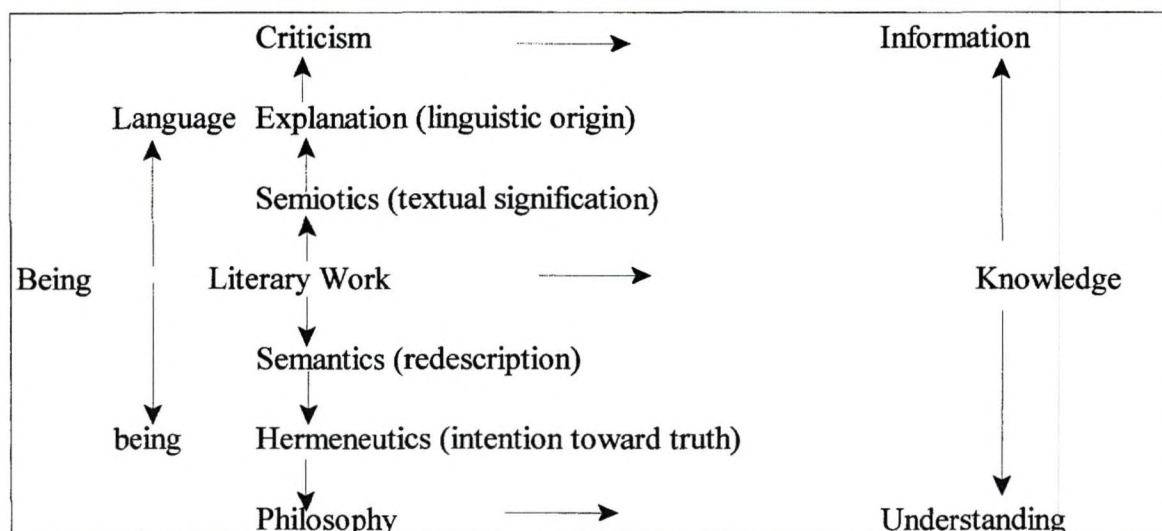 Criticism Information
Language Explanation (linguistic origin)
Semiotics (textual signification)
Being Literary Work Knowledge
Semantics (redescription)
being Hermeneutics (intention toward truth)
Philosophy Understanding